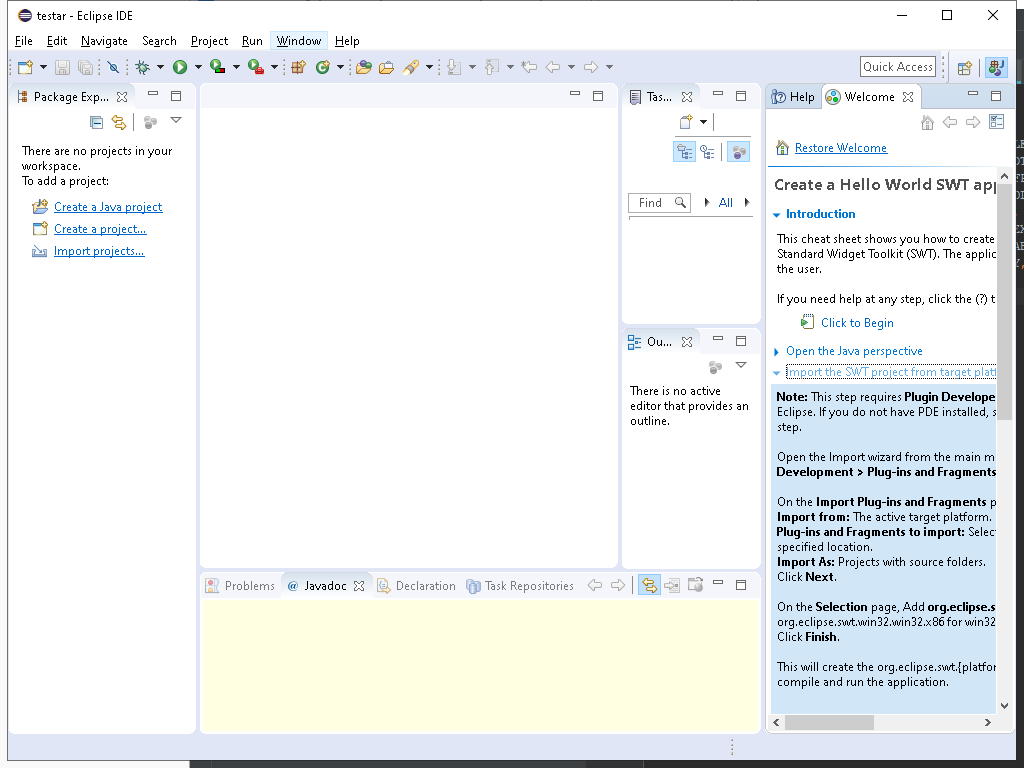 testar - Eclipse IDE
File Edit Navigate Search Project Run Window Help
Quick Access
Package Exp...
There are no projects in your
workspace.
To add a project:
Create a Java project
Create a project...
Import projects...
Tas...
Find
All
Ou...
There is no active
editor that provides an
outline.
Problems
@ Javadoc
Declaration
Task Repositories
Help
Welcome
Restore Welcome
Create a Hello World SWT app
Introduction
This cheat sheet shows you how to create
Standard Widget Toolkit (SWT). The applic
the user.
If you need help at any step, click the (?) t
Click to Begin
Open the Java perspective
Import the SWT project from target platf
Note: This step requires Plugin Develope
Eclipse. If you do not have PDE installed, s
step.
Open the Import wizard from the main m
Development > Plug-ins and Fragments
On the Import Plug-ins and Fragments p
Import from: The active target platform.
Plug-ins and Fragments to import: Selec
specified location.
Import As: Projects with source folders.
Click Next.
On the Selection page, Add org.eclipse.s
org.eclipse.swt.win32.win32.x86 for win32
Click Finish.
This will create the org.eclipse.swt.{platfor
compile and run the application.